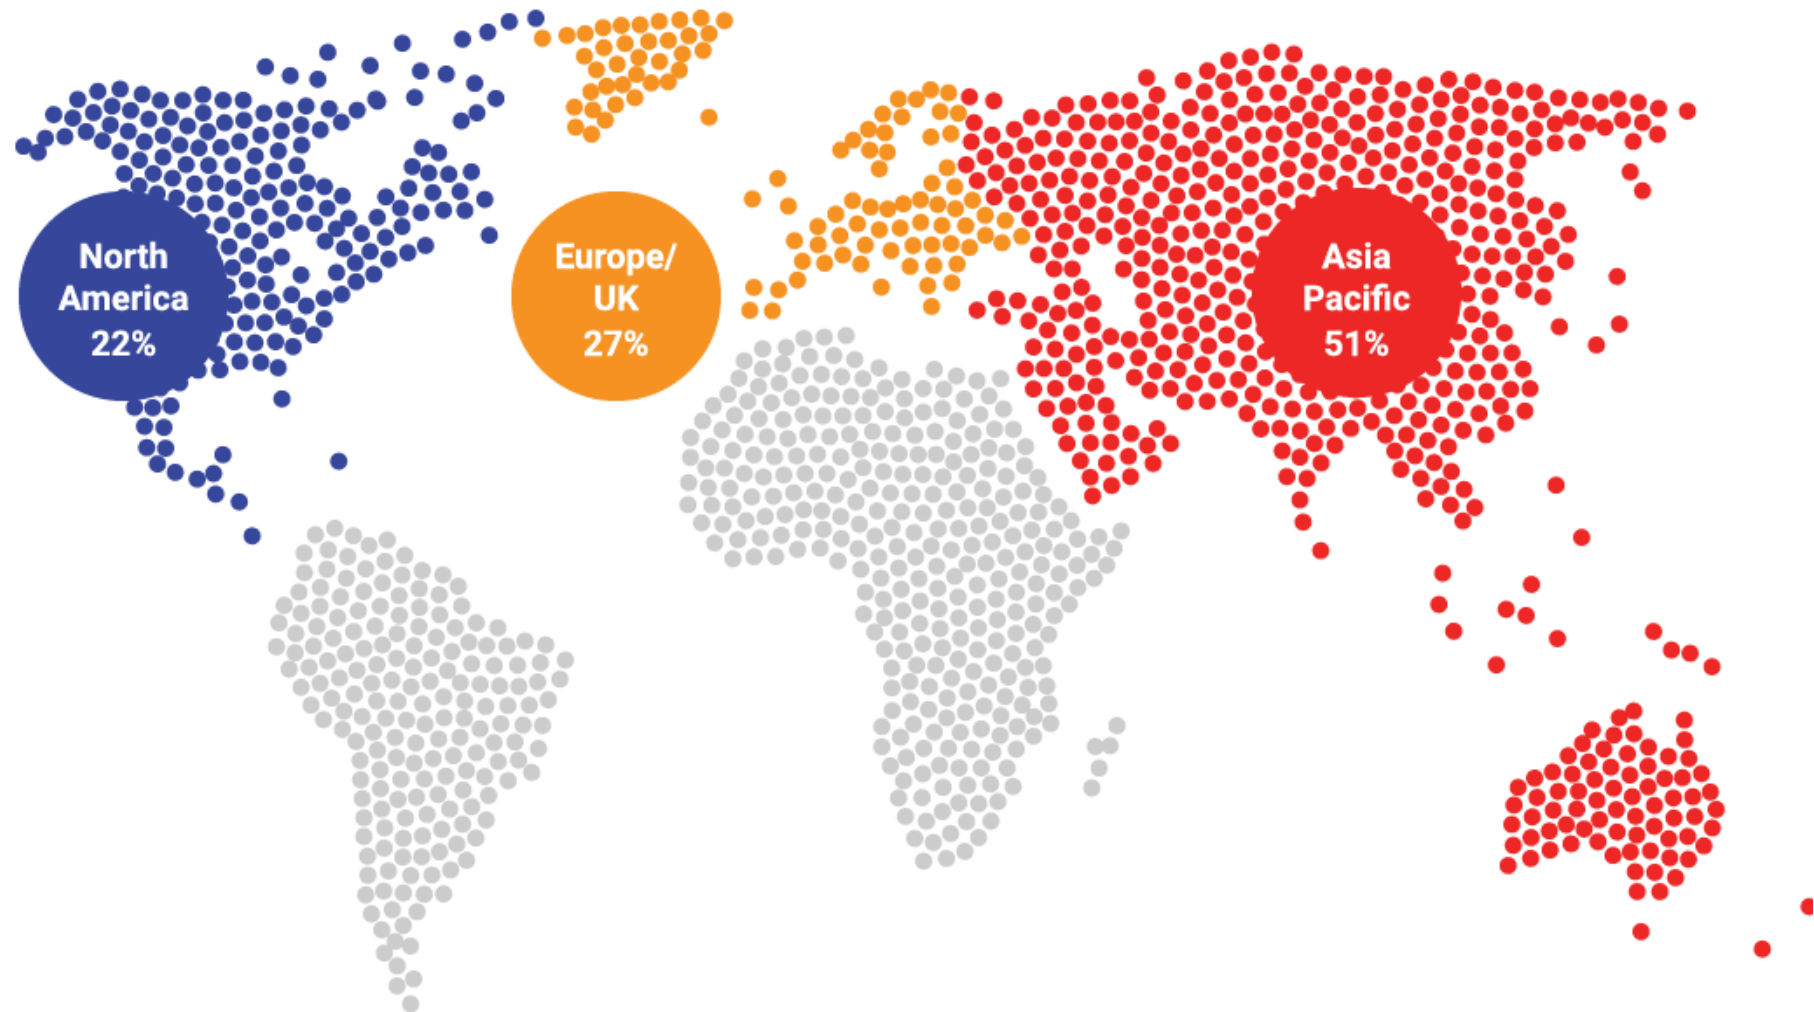 North
America
22%
Europe/
UK
27%
Asia
Pacific
51%